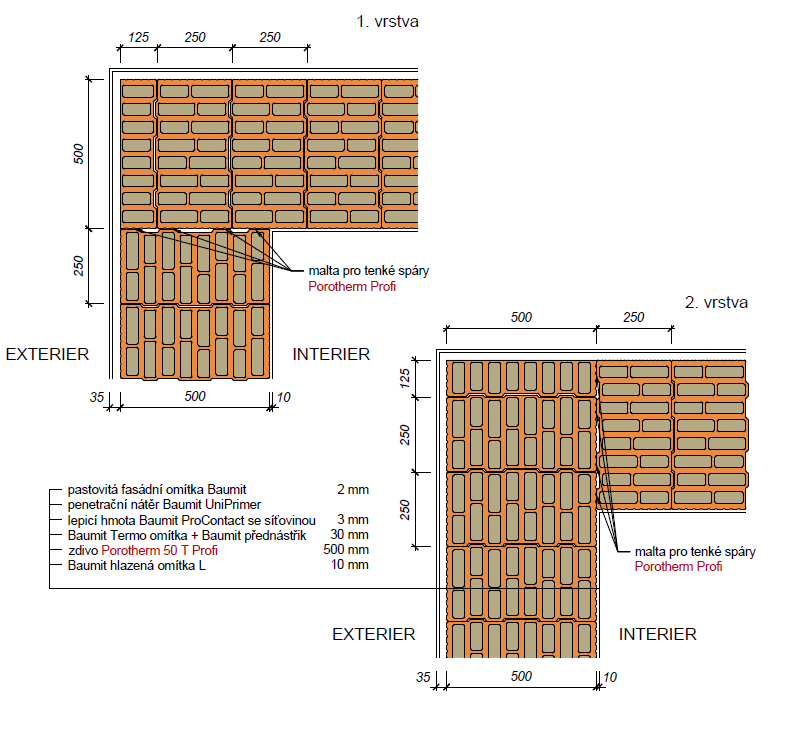 1. vrstva
125 250 250
500
250
malta pro tenké spáry
Porotherm Profi
EXTERIER
INTERIER
35 500 10
2. vrstva
500 250
125
250
250
pastovitá fasádní omítka Baumit 2 mm
penetrační nátěr Baumit UniPrimer
lepicí hmota Baumit ProContact se síťovinou 3 mm
Baumit Termo omítka + Baumit přednástřik 30 mm
zdivo Porotherm 50 T Profi 500 mm
Baumit hlazená omítka L 10 mm
malta pro tenké spáry
Porotherm Profi
EXTERIER
INTERIER
35 500 10